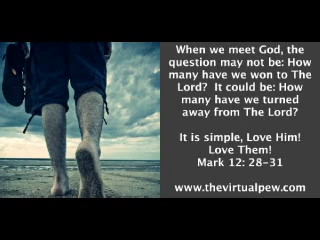 When we meet God, the
question may not be: How
many have we won to The
Lord?  It could be: How
many have we turned
away from The Lord?
It is simple, Love Him!
Love Them!
Mark 12: 28-31
www.thevirtualpew.com